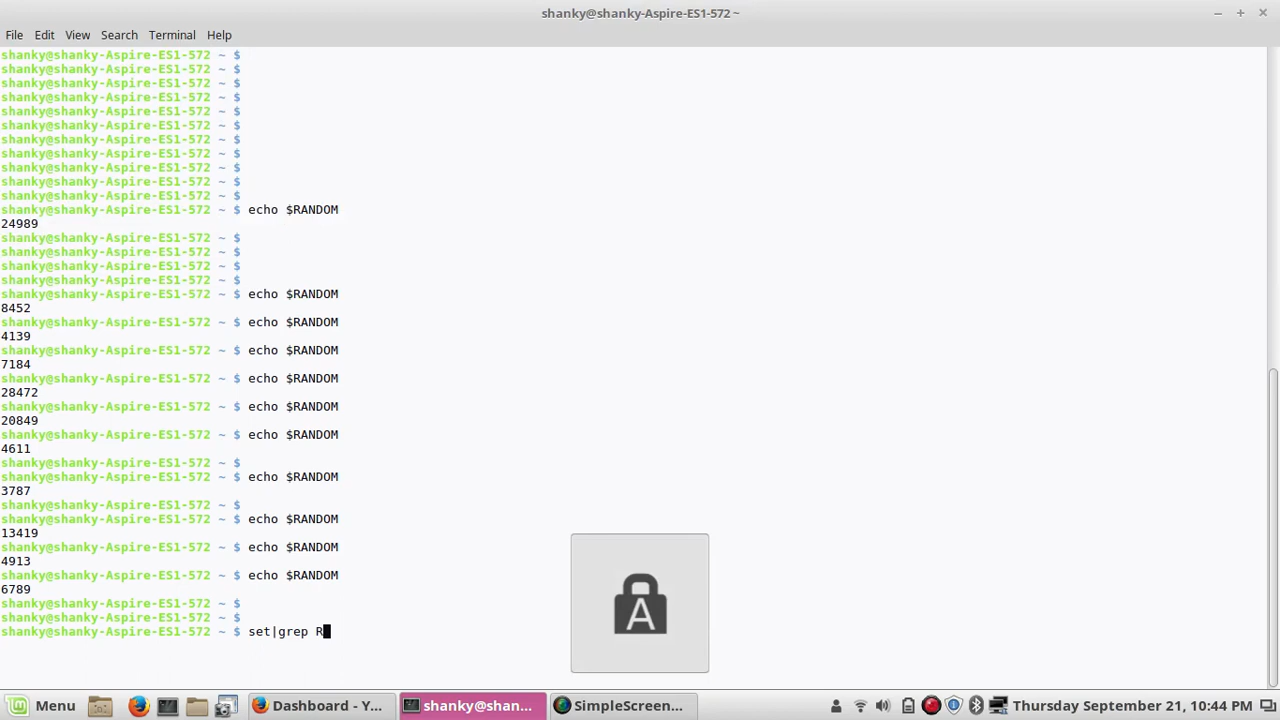 shanky@shanky-Aspire-ES1-572 ~
File Edit View Search Terminal Help
shanky@shanky-Aspire-ES1-572 ~ $
shanky@shanky-Aspire-ES1-572 ~ $
shanky@shanky-Aspire-ES1-572 ~ $
shanky@shanky-Aspire-ES1-572 ~ $
shanky@shanky-Aspire-ES1-572 ~ $
shanky@shanky-Aspire-ES1-572 ~ $
shanky@shanky-Aspire-ES1-572 ~ $
shanky@shanky-Aspire-ES1-572 ~ $
shanky@shanky-Aspire-ES1-572 ~ $
shanky@shanky-Aspire-ES1-572 ~ $
shanky@shanky-Aspire-ES1-572 ~ $
shanky@shanky-Aspire-ES1-572 ~ $ echo $RANDOM
24989
shanky@shanky-Aspire-ES1-572 ~ $
shanky@shanky-Aspire-ES1-572 ~ $
shanky@shanky-Aspire-ES1-572 ~ $
shanky@shanky-Aspire-ES1-572 ~ $
shanky@shanky-Aspire-ES1-572 ~ $ echo $RANDOM
8452
shanky@shanky-Aspire-ES1-572 ~ $ echo $RANDOM
4139
shanky@shanky-Aspire-ES1-572 ~ $ echo $RANDOM
7184
shanky@shanky-Aspire-ES1-572 ~ $ echo $RANDOM
28472
shanky@shanky-Aspire-ES1-572 ~ $ echo $RANDOM
20849
shanky@shanky-Aspire-ES1-572 ~ $ echo $RANDOM
4611
shanky@shanky-Aspire-ES1-572 ~ $
shanky@shanky-Aspire-ES1-572 ~ $ echo $RANDOM
3787
shanky@shanky-Aspire-ES1-572 ~ $
shanky@shanky-Aspire-ES1-572 ~ $ echo $RANDOM
13419
shanky@shanky-Aspire-ES1-572 ~ $ echo $RANDOM
4913
shanky@shanky-Aspire-ES1-572 ~ $ echo $RANDOM
6789
shanky@shanky-Aspire-ES1-572 ~ $
shanky@shanky-Aspire-ES1-572 ~ $
shanky@shanky-Aspire-ES1-572 ~ $ set|grep R
A
Menu Dashboard - Y... shanky@shan... SimpleScreen... Thursday September 21, 10:44 PM